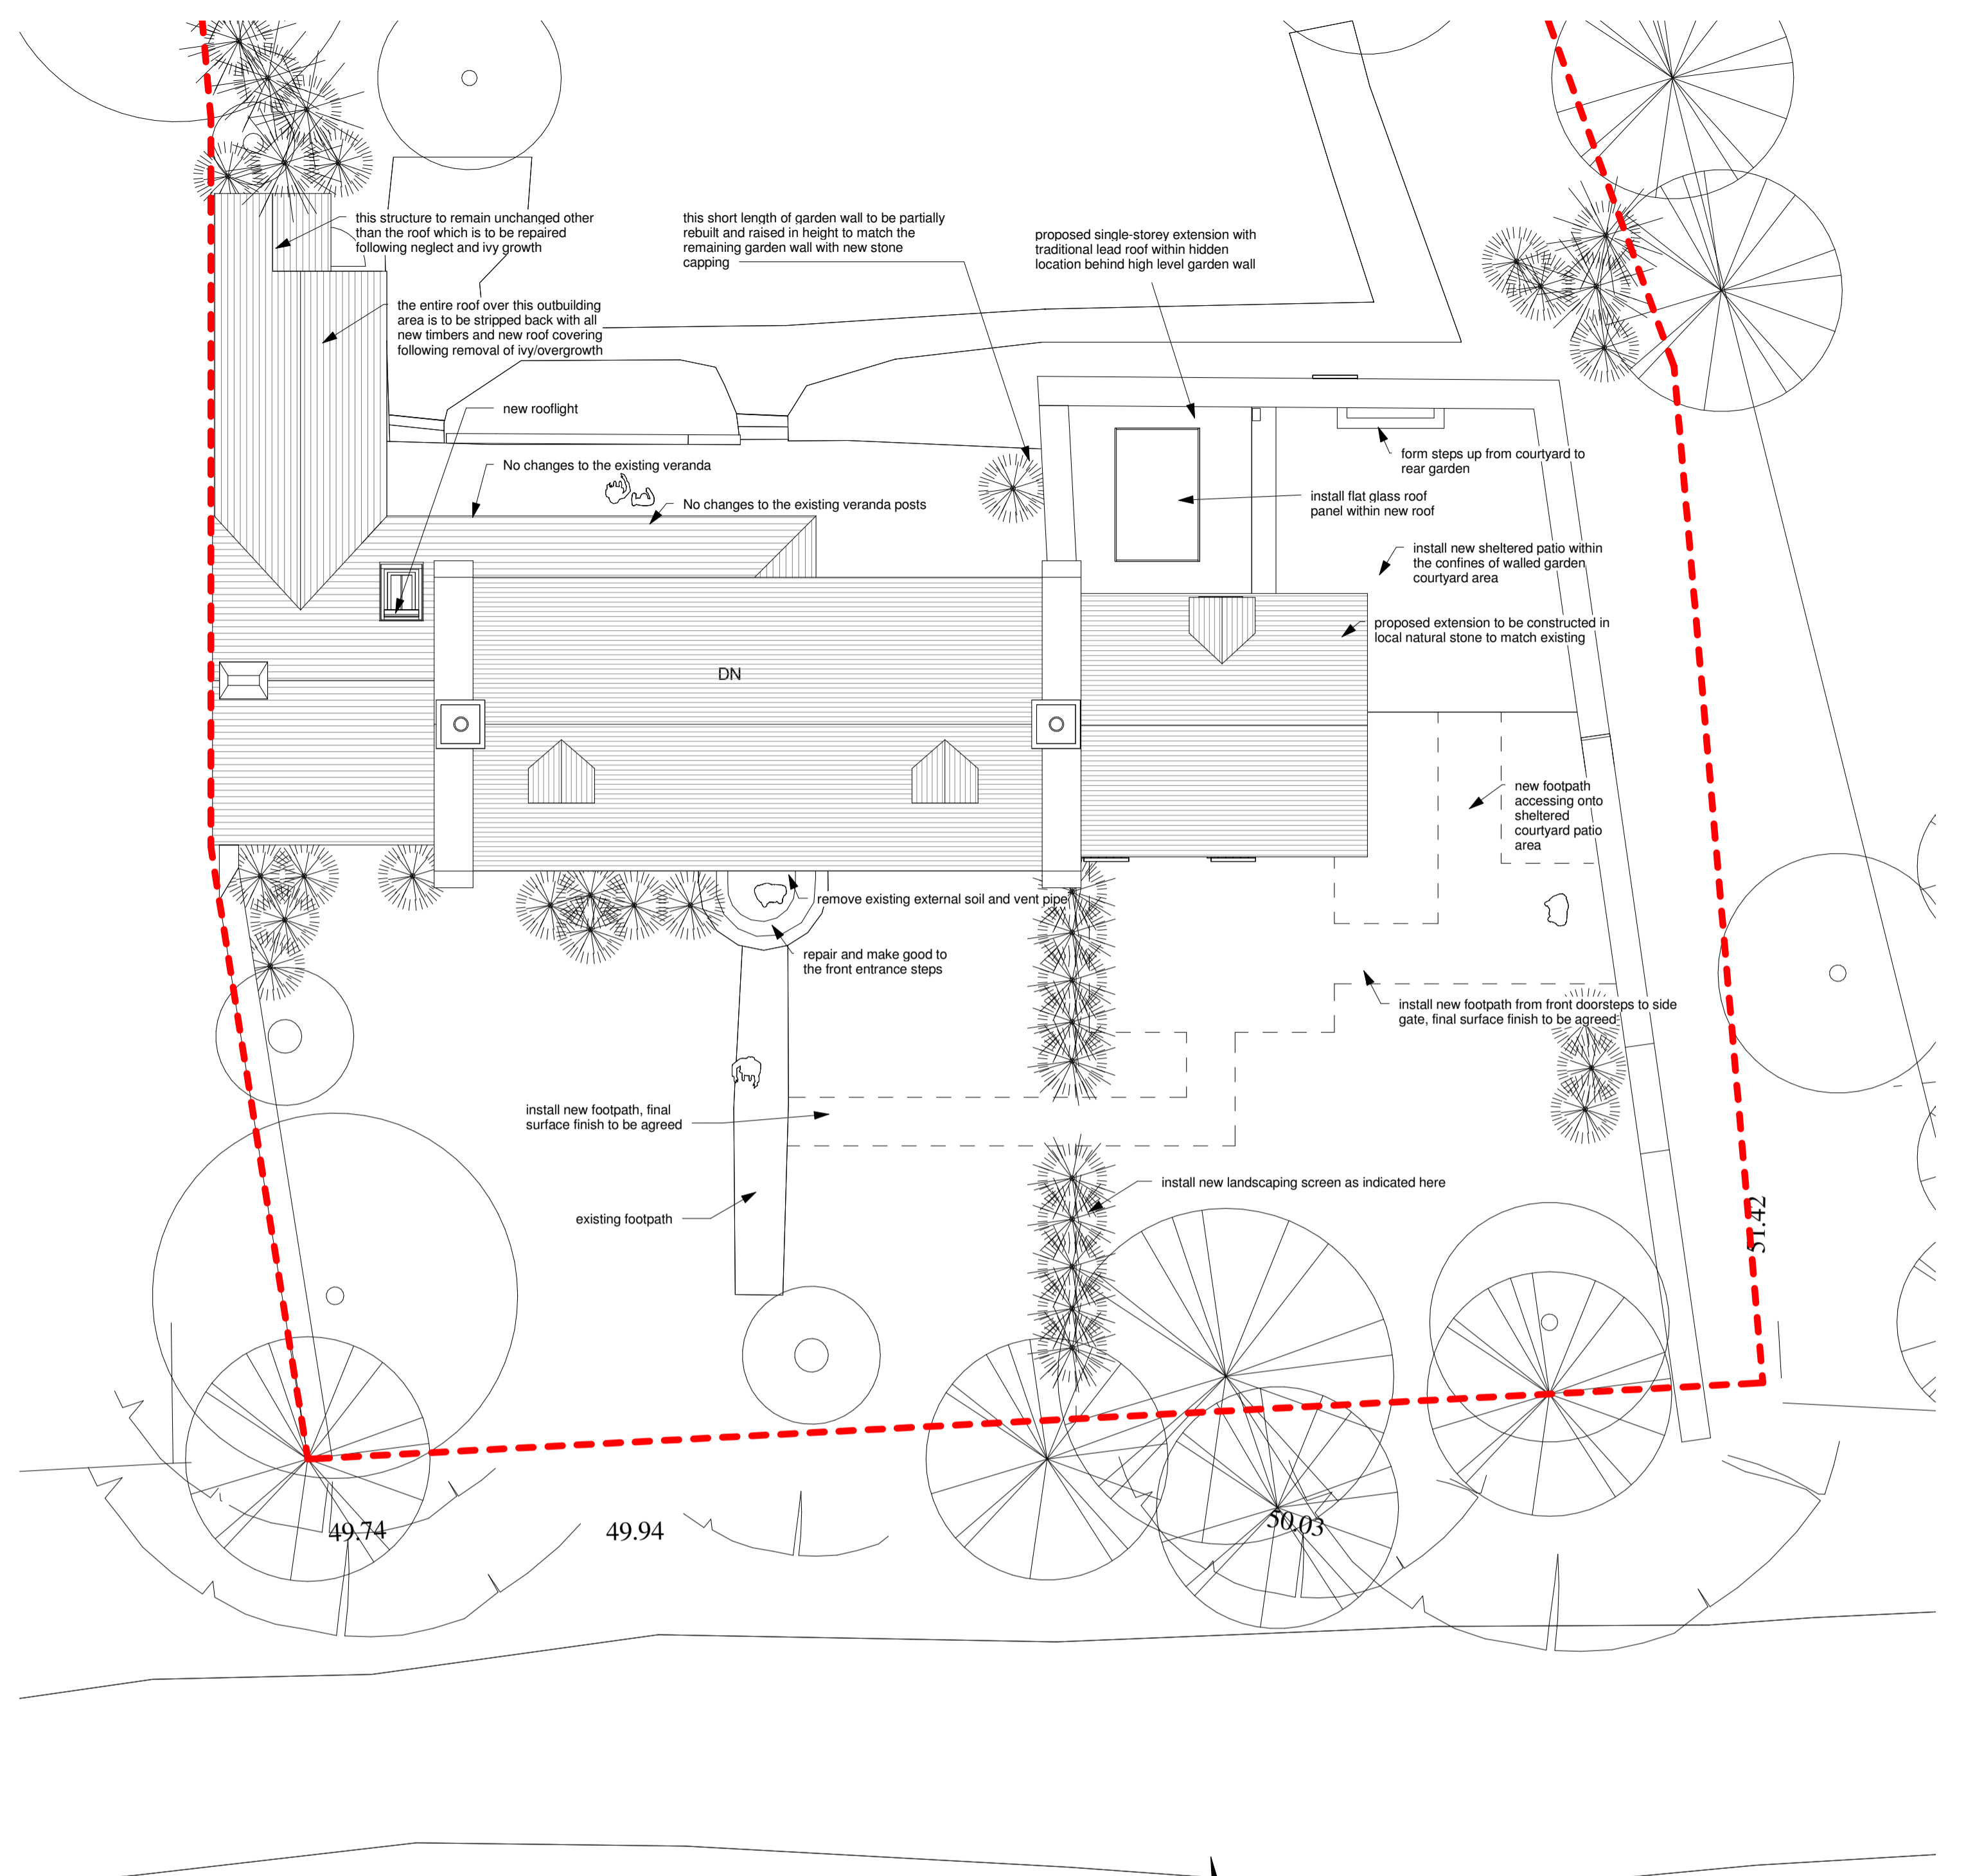 this structure to remain unchanged other
than the roof which is to be repaired
following neglect and ivy growth
this short length of garden wall to be partially
rebuilt and raised in height to match the
remaining garden wall with new stone
capping
proposed single-storey extension with
traditional lead roof within hidden
location behind high level garden wall
the entire roof over this outbuilding
area is to be stripped back with all
new timbers and new roof covering
following removal of ivy/overgrowth
new rooflight
No changes to the existing veranda
No changes to the existing veranda posts
form steps up from courtyard to
rear garden
install flat glass roof
panel within new roof
install new sheltered patio within
the confines of walled garden
courtyard area
proposed extension to be constructed in
local natural stone to match existing
DN
new footpath
accessing onto
sheltered
courtyard patio
area
remove existing external soil and vent pipe
repair and make good to
the front entrance steps
install new footpath from front doorsteps to side
gate, final surface finish to be agreed
install new footpath, final
surface finish to be agreed
install new landscaping screen as indicated here
existing footpath
51.42
49.74
49.94
50.03